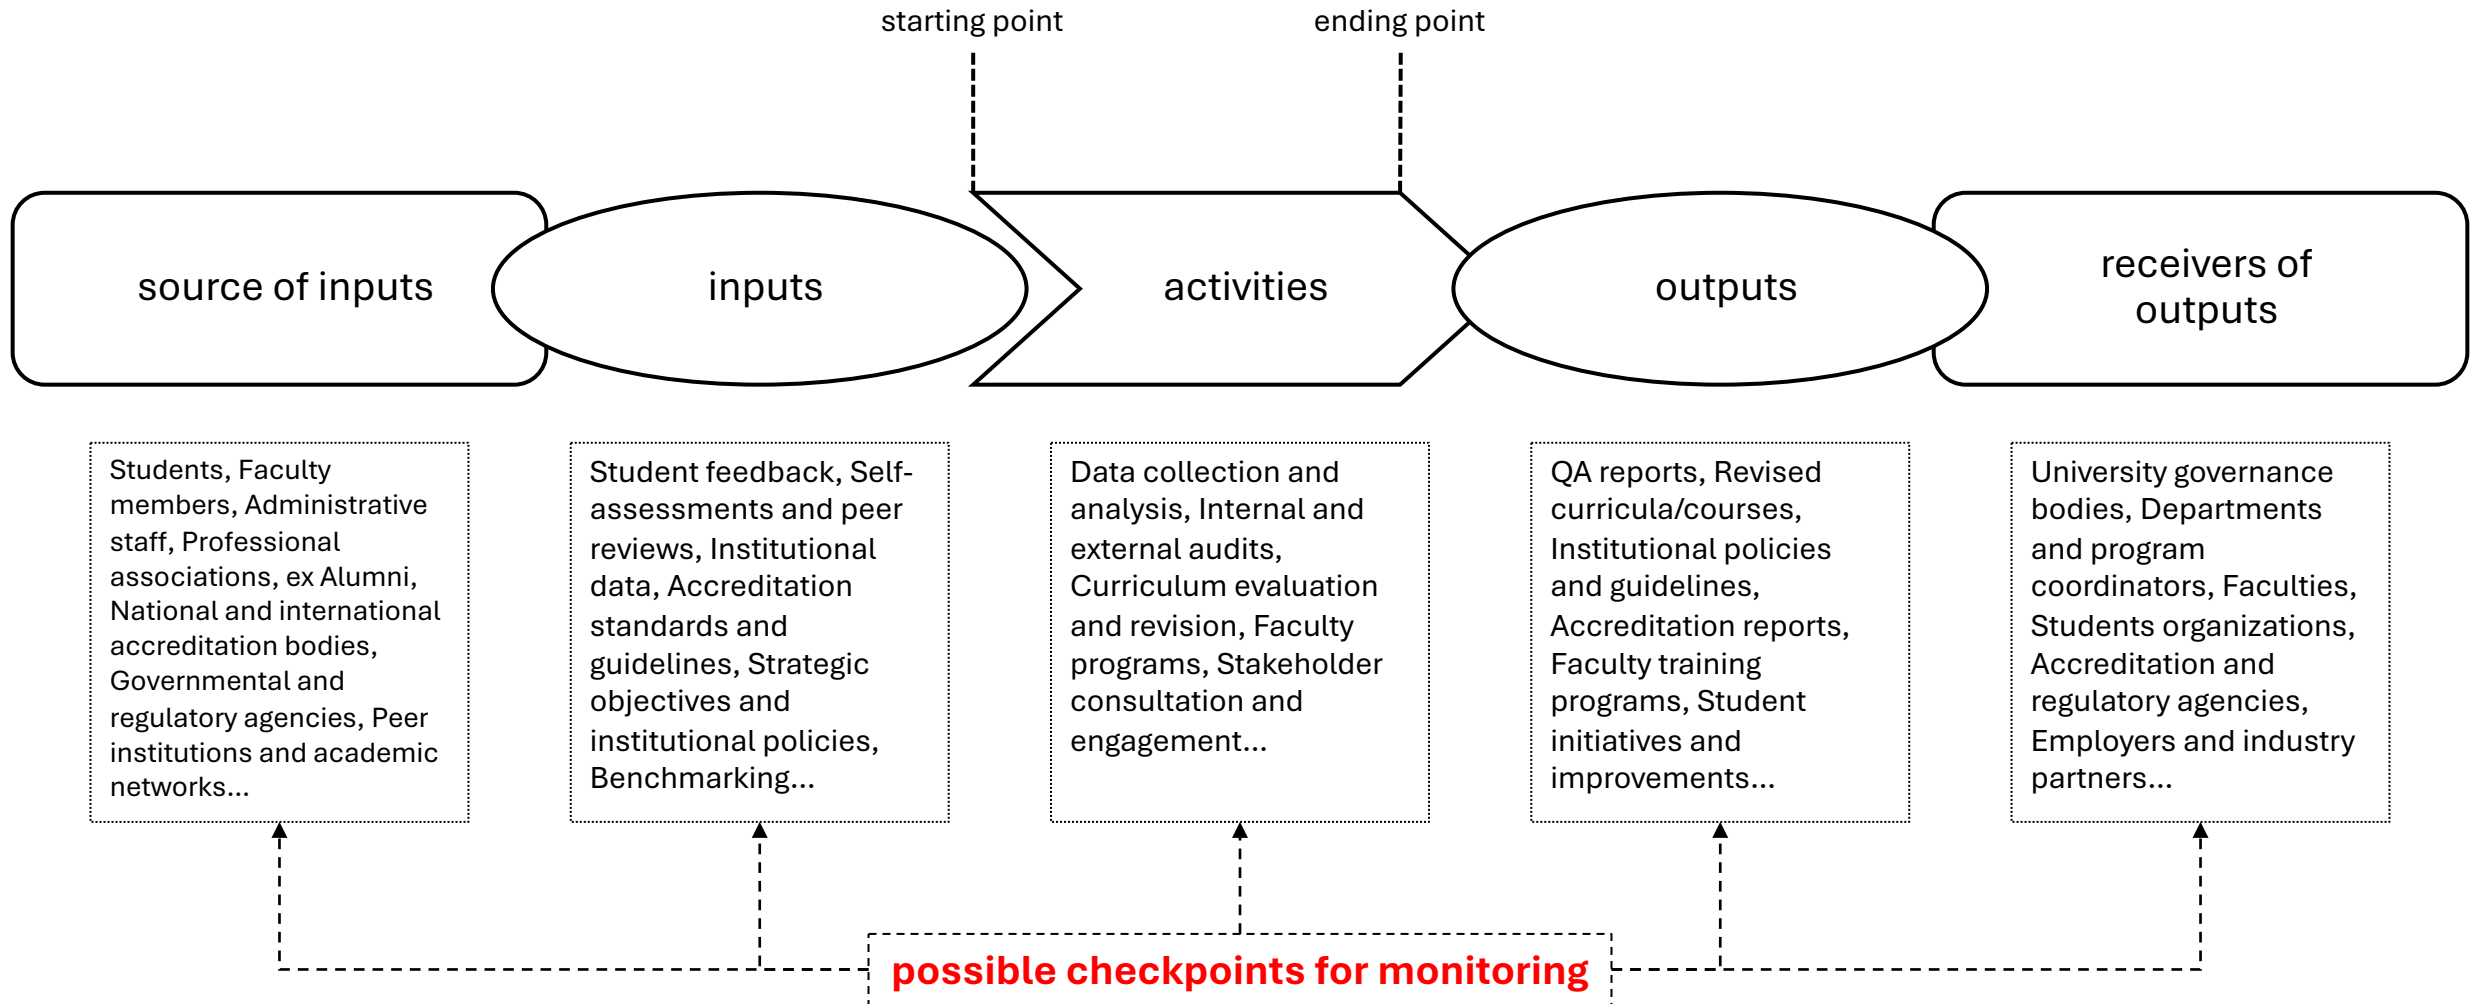 starting point
ending point
source of inputs
inputs
activities
outputs
receivers of
outputs
Students, Faculty
members, Administrative
staff, Professional
associations, ex Alumni,
National and international
accreditation bodies,
Governmental and
regulatory agencies, Peer
institutions and academic
networks...
Student feedback, Self-
assessments and peer
reviews, Institutional
data, Accreditation
standards and
guidelines, Strategic
objectives and
institutional policies,
Benchmarking...
Data collection and
analysis, Internal and
external audits,
Curriculum evaluation
and revision, Faculty
programs, Stakeholder
consultation and
engagement...
QA reports, Revised
curricula/courses,
Institutional policies
and guidelines,
Accreditation reports,
Faculty training
programs, Student
initiatives and
improvements...
University governance
bodies, Departments
and program
coordinators, Faculties,
Students organizations,
Accreditation and
regulatory agencies,
Employers and industry
partners...
possible checkpoints for monitoring